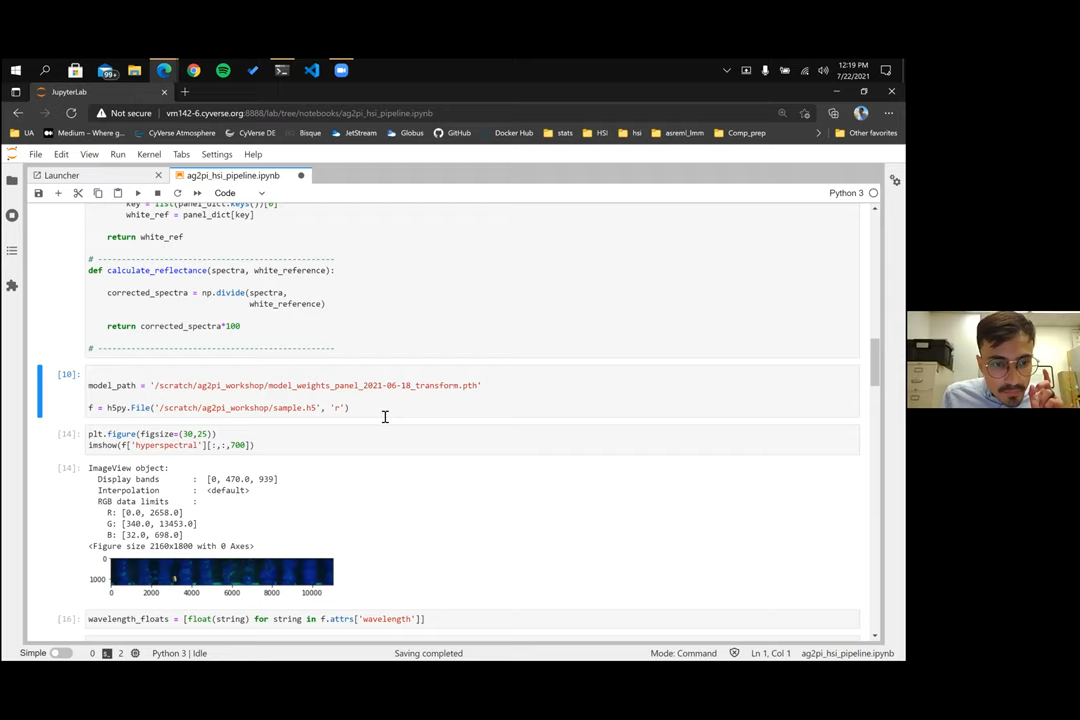 99+
12:19 PM
7/22/2021
JupyterLab
Not secure
vm142-6.cyverse.org:8888/lab/tree/notebooks/ag2pi_hsi_pipeline.ipynb
UA
Medium – Where g...
CyVerse Atmosphere
CyVerse DE
Bisque
JetStream
Globus
GitHub
Docker Hub
stats
HSI
hsi
asreml_lmm
Comp_prep
Other favorites
File Edit View Run Kernel Tabs Settings Help
Launcher
ag2pi_hsi_pipeline.ipynb
Code
Python 3
key = list(panel_dict.keys())[0]
white_ref = panel_dict[key]
return white_ref
# -------------------------------------------------
def calculate_reflectance(spectra, white_reference):
corrected_spectra = np.divide(spectra,
white_reference)
return corrected_spectra*100
# -------------------------------------------------
[10]:
model_path = '/scratch/ag2pi_workshop/model_weights_panel_2021-06-18_transform.pth'
f = h5py.File('/scratch/ag2pi_workshop/sample.h5', 'r')
[14]: plt.figure(figsize=(30,25))
imshow(f['hyperspectral'][:,:,700])
[14]: ImageView object:
Display bands : [0, 470.0, 939]
Interpolation : <default>
RGB data limits :
R: [0.0, 2658.0]
G: [340.0, 13453.0]
B: [32.0, 698.0]
<Figure size 2160x1800 with 0 Axes>
0
1000
0 2000 4000 6000 8000 10000
[16]: wavelength_floats = [float(string) for string in f.attrs['wavelength']]
Simple 0 2 Python 3 | Idle Saving completed Mode: Command Ln 1, Col 1 ag2pi_hsi_pipeline.ipynb